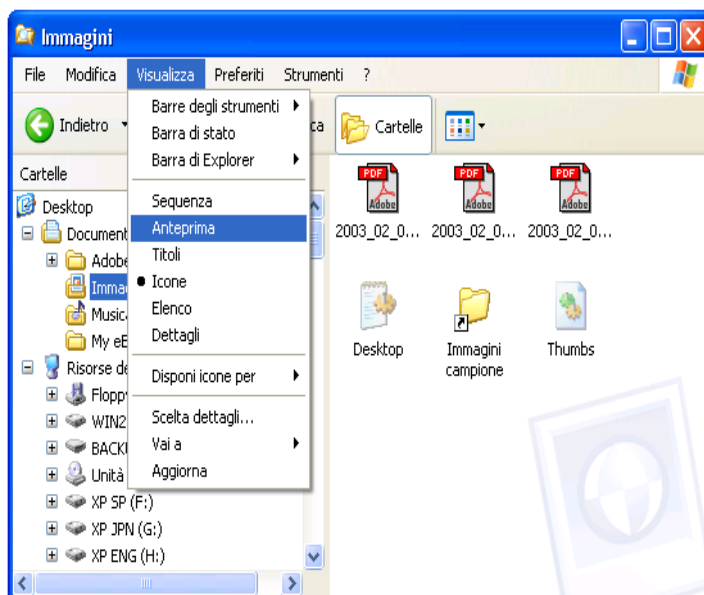 Immagini
File Modifica Visualizza Preferiti Strumenti ?
Indietro Cartelle
Barre degli strumenti
Barra di stato
Barra di Explorer
Sequenza
Anteprima
Titoli
Icone
Elenco
Dettagli
Disponi icone per
Scelta dettagli...
Vai a
Aggiorna
Cartelle
Desktop
XP SP (F:)
XP JPN (G:)
XP ENG (H:)
PDF PDF PDF
Adobe Adobe Adobe
2003_02_0... 2003_02_0... 2003_02_0...
Desktop Immagini campione Thumbs